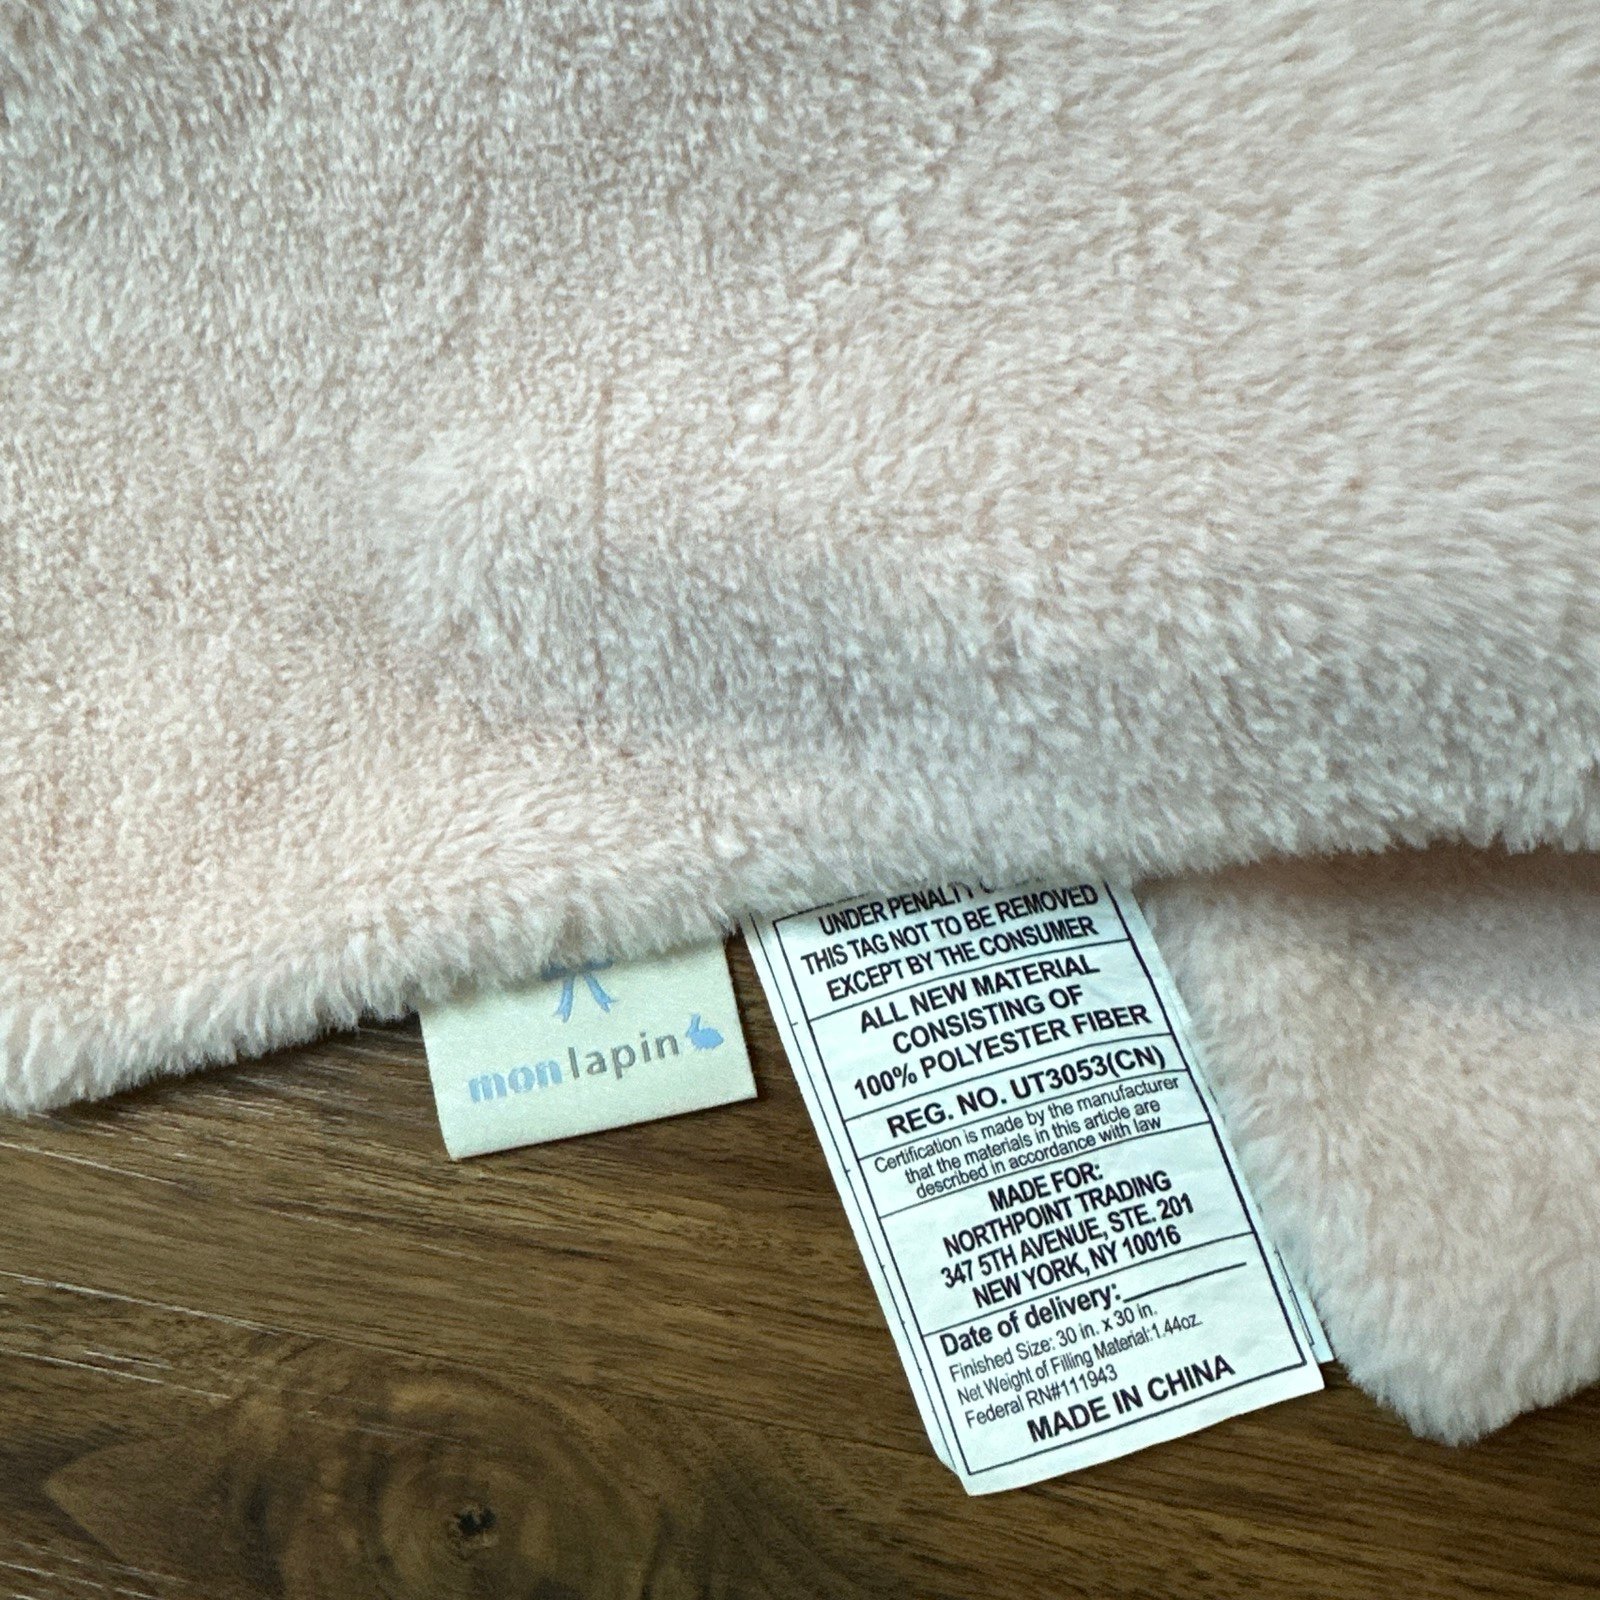 mon lapin
UNDER PENALTY
THIS TAG NOT TO BE REMOVED
EXCEPT BY THE CONSUMER
ALL NEW MATERIAL
CONSISTING OF
100% POLYESTER FIBER
REG. NO. UT3053(CN)
Certification is made by the manufacturer
that the materials in this article are
described in accordance with law
MADE FOR:
NORTHPOINT TRADING
347 5TH AVENUE, STE. 201
NEW YORK, NY 10016
Date of delivery:
Finished Size: 30 in. x 30 in.
Net Weight of Filling Material:1.44oz.
Federal RN#111943
MADE IN CHINA